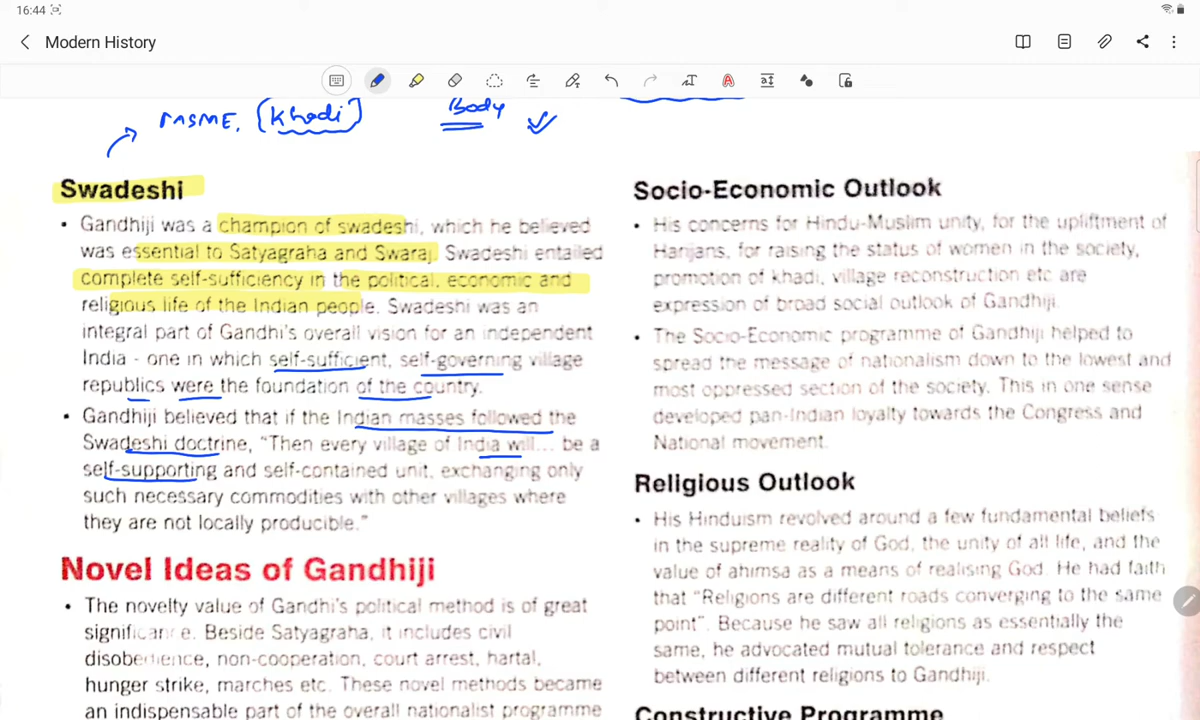 16:44
Modern History
MSME, (Khadi)
Body
Swadeshi
• Gandhiji was a champion of swadeshi, which he believed
was essential to Satyagraha and Swaraj. Swadeshi entailed
complete self-sufficiency in the political, economic and
religious life of the Indian people. Swadeshi was an
integral part of Gandhi's overall vision for an independent
India - one in which self-sufficient, self-governing village
republics were the foundation of the country.
• Gandhiji believed that if the Indian masses followed the
Swadeshi doctrine, "Then every village of India will... be a
self-supporting and self-contained unit, exchanging only
such necessary commodities with other villages where
they are not locally producible."
Novel Ideas of Gandhiji
• The novelty value of Gandhi's political method is of great
significance. Beside Satyagraha, it includes civil
disobedience, non-cooperation, court arrest, hartal,
hunger strike, marches etc. These novel methods became
an indispensable part of the overall nationalist programme
Socio-Economic Outlook
• His concerns for Hindu-Muslim unity, for the upliftment of
Harijans, for raising the status of women in the society,
promotion of khadi, village reconstruction etc are
expression of broad social outlook of Gandhiji.
• The Socio-Economic programme of Gandhiji helped to
spread the message of nationalism down to the lowest and
most oppressed section of the society. This in one sense
developed pan-Indian loyalty towards the Congress and
National movement.
Religious Outlook
• His Hinduism revolved around a few fundamental beliefs
in the supreme reality of God, the unity of all life, and the
value of ahimsa as a means of realising God. He had faith
that "Religions are different roads converging to the same
point". Because he saw all religions as essentially the
same, he advocated mutual tolerance and respect
between different religions to Gandhiji.
Constructive Programme